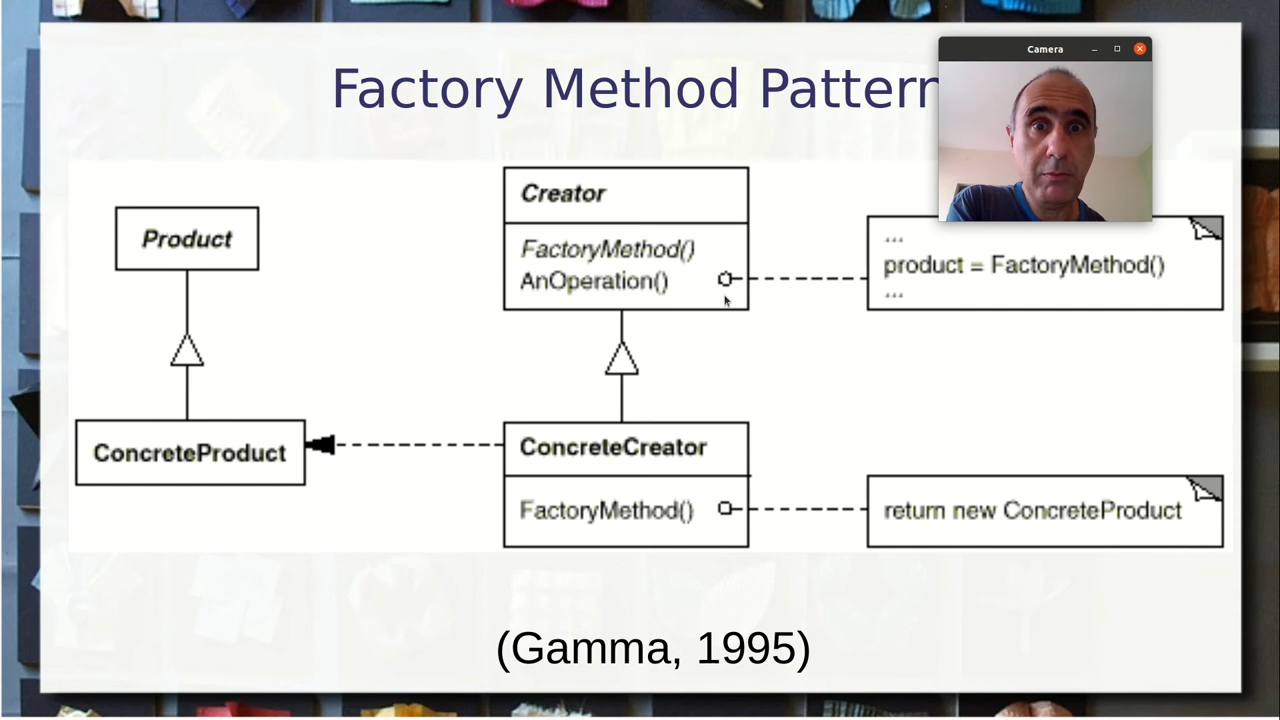 Factory Method Pattern
Camera
Product
Creator
FactoryMethod()
AnOperation()
...
product = FactoryMethod()
...
ConcreteProduct
ConcreteCreator
FactoryMethod()
return new ConcreteProduct
(Gamma, 1995)